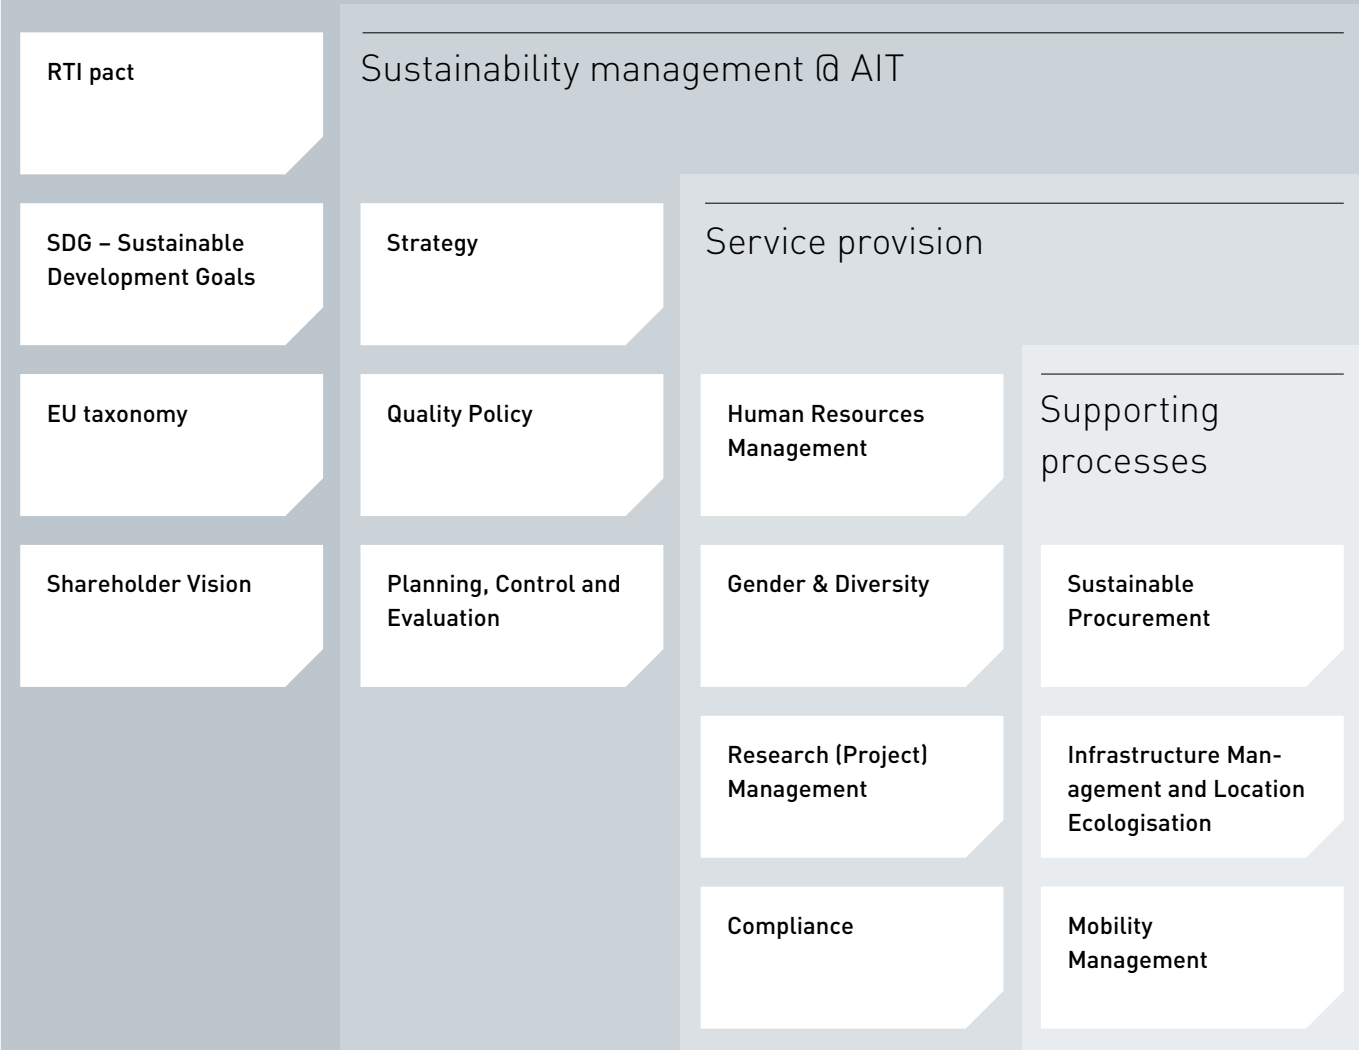 RTI pact
SDG – Sustainable
Development Goals
EU taxonomy
Shareholder Vision
Sustainability management @ AIT
Strategy
Quality Policy
Planning, Control and
Evaluation
Service provision
Human Resources
Management
Gender & Diversity
Research (Project)
Management
Compliance
Supporting
processes
Sustainable
Procurement
Infrastructure Man-
agement and Location
Ecologisation
Mobility
Management